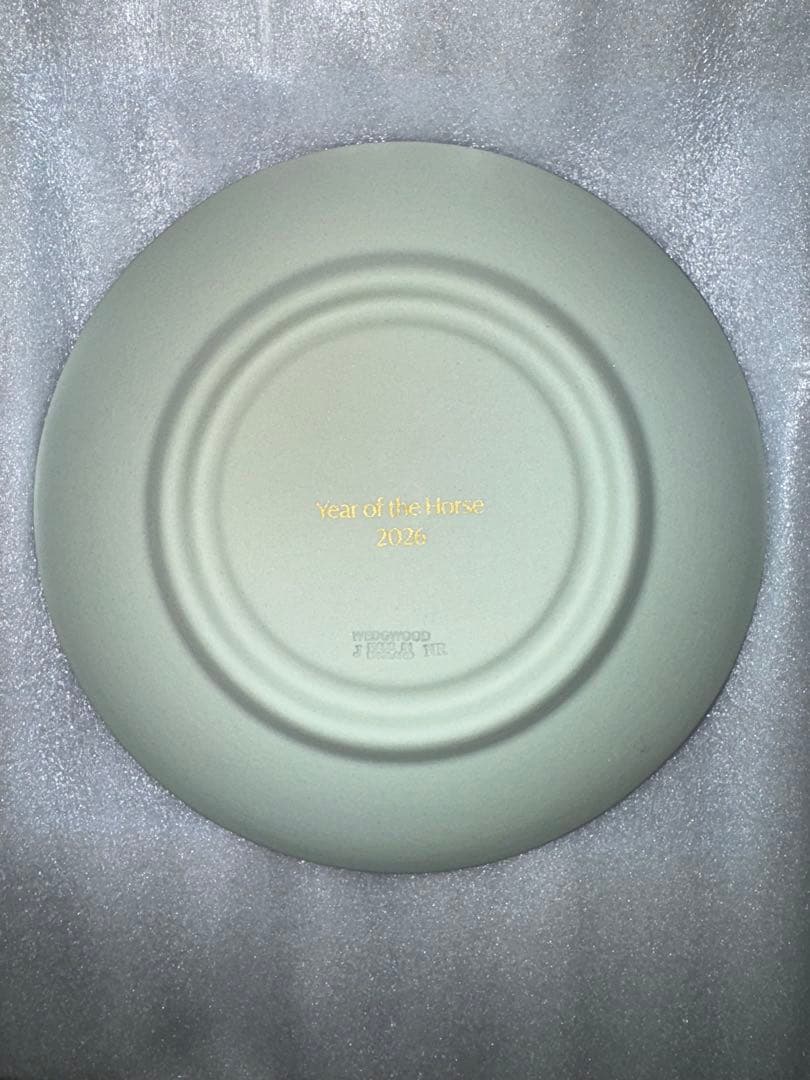 Year of the Horse
2026
WEDGWOOD